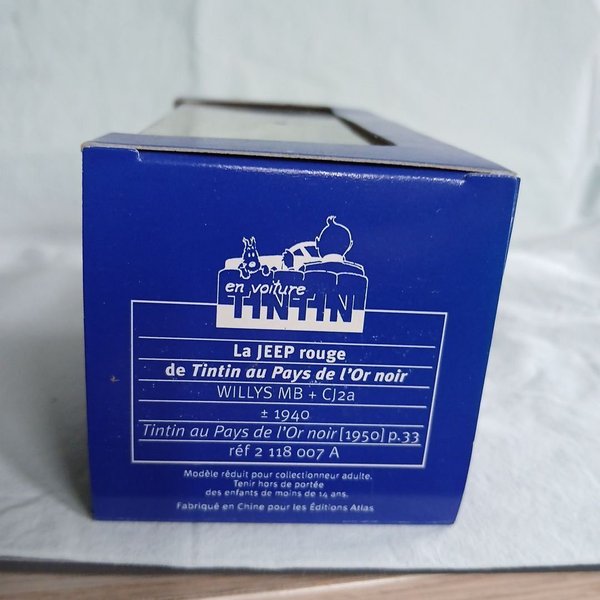 en voiture
TINTIN
La JEEP rouge
de Tintin au Pays de l'Or noir
WILLYS MB + CJ2a
± 1940
Tintin au Pays de l'Or noir [1950] p.33
réf 2 118 007 A
Modèle réduit pour collectionneur adulte.
Tenir hors de portée
des enfants de moins de 14 ans.
Fabriqué en Chine pour les Éditions Atlas